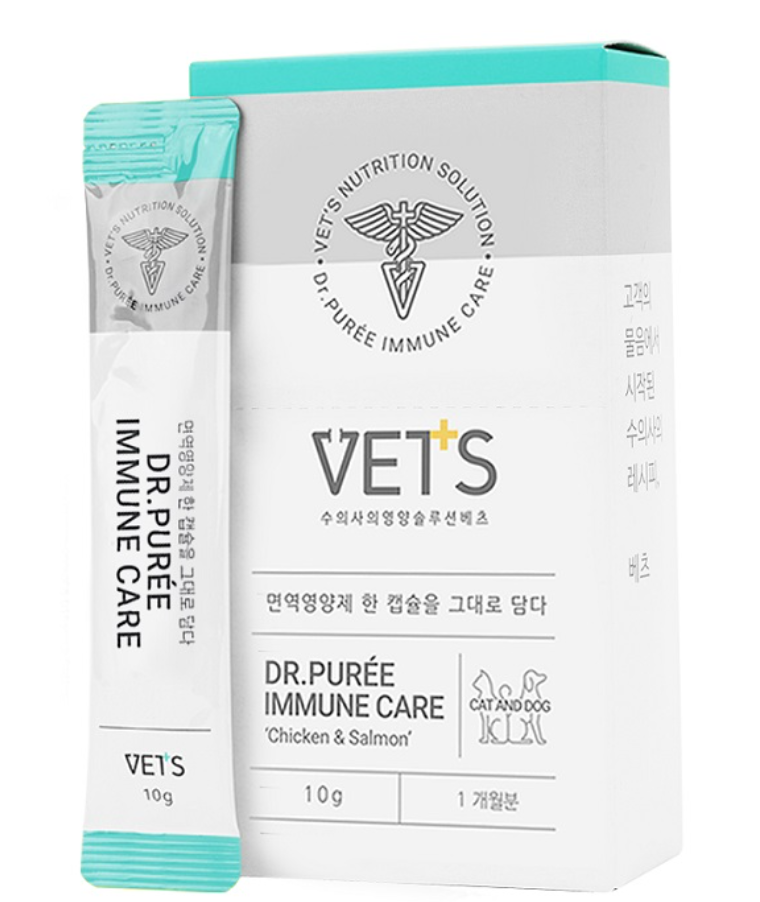 VET'S NUTRITION SOLUTION
Dr.PURÉE IMMUNE CARE
면역영양제 한 캡슐을 그대로 담다
DR.PURÉE
IMMUNE CARE
VET+S
10g
VET'S NUTRITION SOLUTION
Dr.PURÉE IMMUNE CARE
VET+S
수의사의영양솔루션베츠
면역영양제 한 캡슐을 그대로 담다
DR.PURÉE
IMMUNE CARE
'Chicken & Salmon'
CAT AND DOG
10g
1 개월분
고객의
물음에서
시작된
수의사의
레시피,
베츠